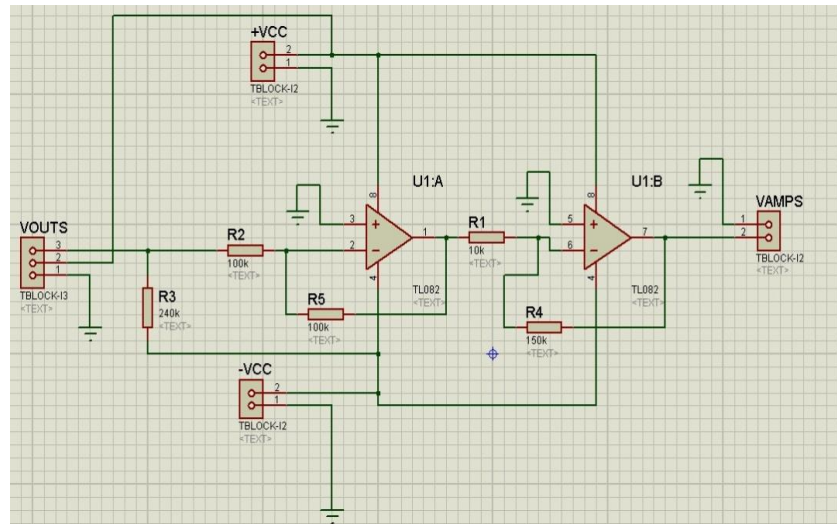 +VCC
2
1
TBLOCK-I2
<TEXT>
U1:A
U1:B
VAMPS
8
8
3
2
1
4
TL082
<TEXT>
5
6
7
4
TL082
<TEXT>
1
2
TBLOCK-I2
<TEXT>
VOUTS
3
2
1
TBLOCK-I3
<TEXT>
R2
100k
<TEXT>
R1
10k
<TEXT>
R3
240k
<TEXT>
R5
100k
<TEXT>
R4
150k
<TEXT>
-VCC
2
1
TBLOCK-I2
<TEXT>